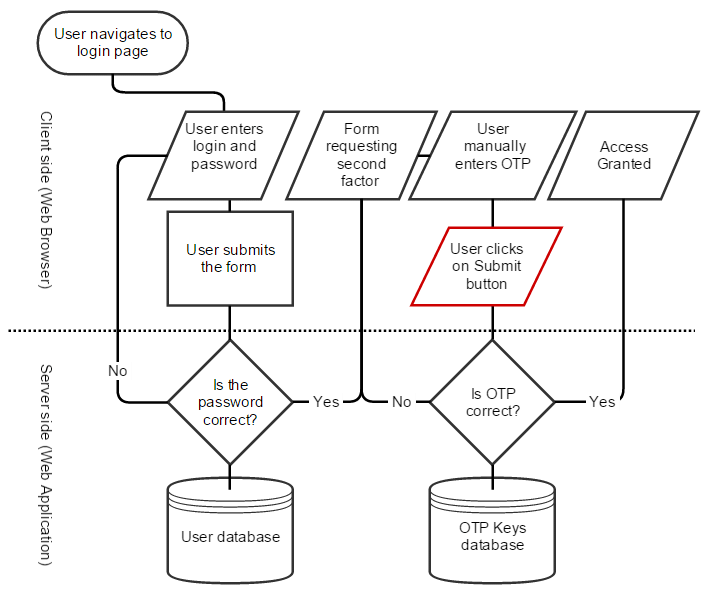 User navigates to
login page
Client side (Web Browser)
User enters
login and
password
Form
requesting
second
factor
User
manually
enters OTP
Access
Granted
User submits
the form
User clicks
on Submit
button
Server side (Web Application)
No
Is the
password
correct?
Yes
No
Is OTP
correct?
Yes
User database
OTP Keys
database